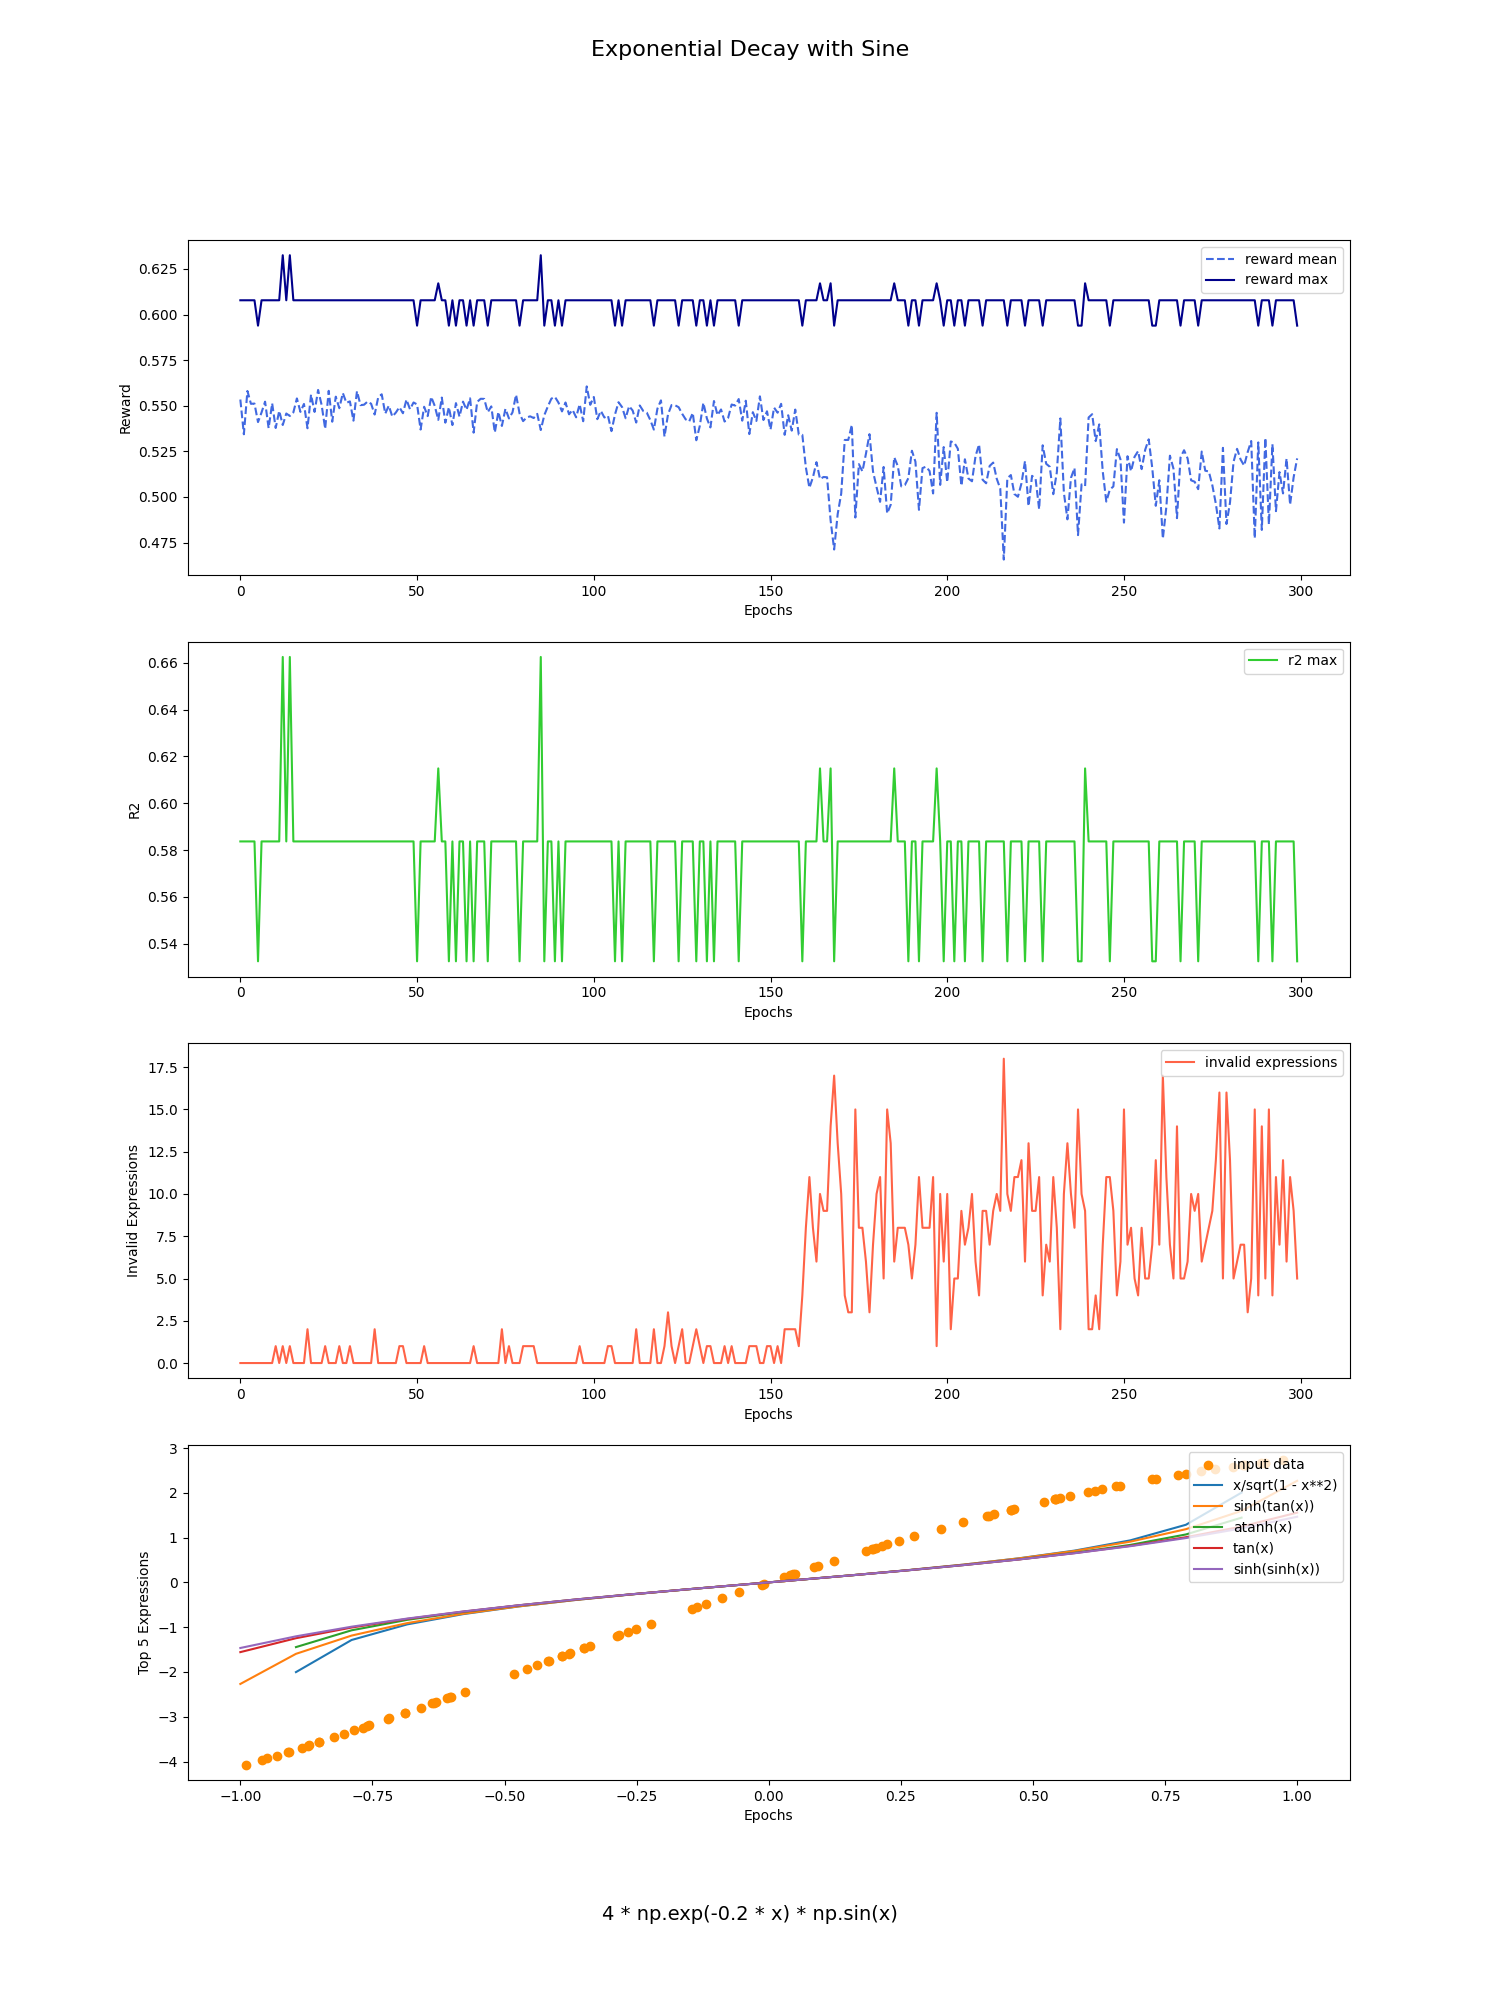 Exponential Decay with Sine
reward mean
reward max
0.625
0.600
0.575
0.550
0.525
0.500
0.475
Reward
0 50 100 150 200 250 300
Epochs
r2 max
0.66
0.64
0.62
0.60
0.58
0.56
0.54
R2
0 50 100 150 200 250 300
Epochs
invalid expressions
17.5
15.0
12.5
10.0
7.5
5.0
2.5
0.0
Invalid Expressions
0 50 100 150 200 250 300
Epochs
input data
x/sqrt(1 - x**2)
sinh(tan(x))
atanh(x)
tan(x)
sinh(sinh(x))
3
2
1
0
−1
−2
−3
−4
Top 5 Expressions
−1.00 −0.75 −0.50 −0.25 0.00 0.25 0.50 0.75 1.00
Epochs
4 * np.exp(-0.2 * x) * np.sin(x)